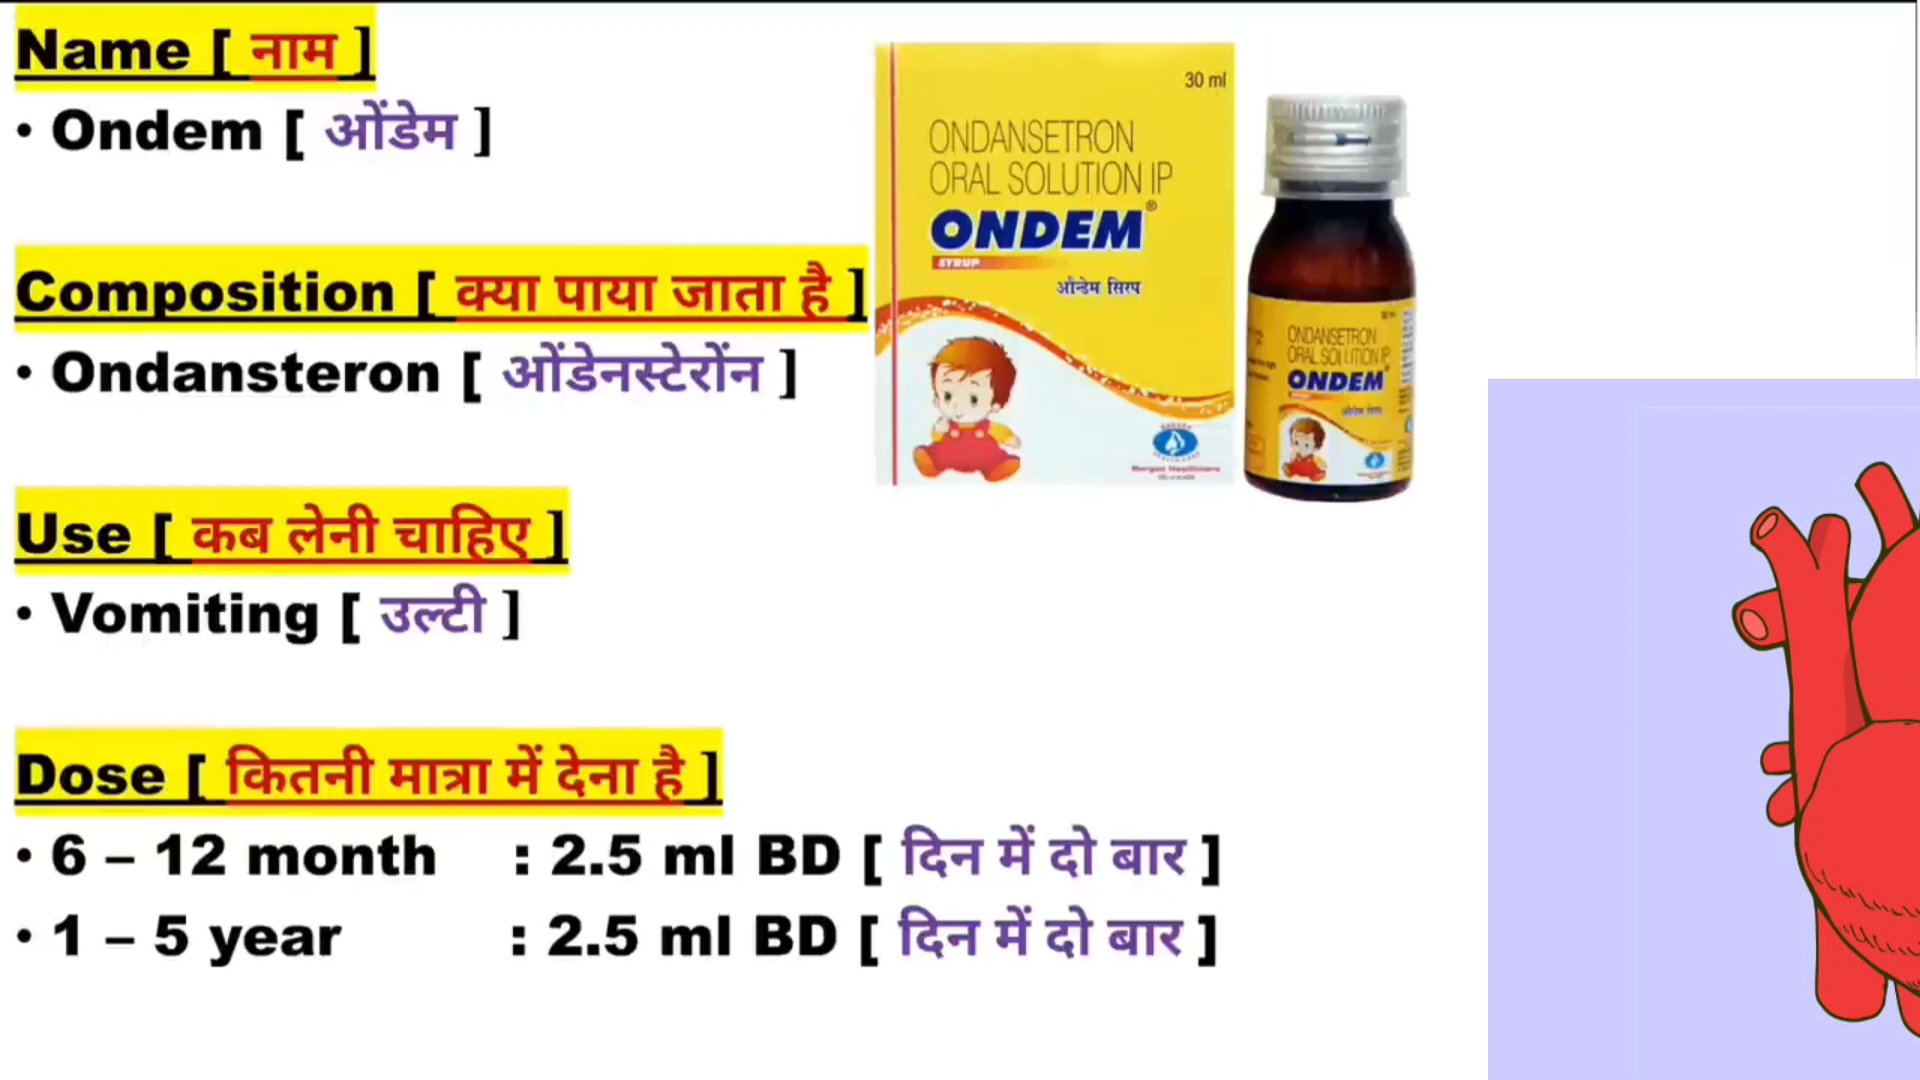 Name [ नाम ]
• Ondem [ ओंडेम ]
Composition [ क्या पाया जाता है ]
• Ondansteron [ ओंडेनस्टेरोंन ]
Use [ कब लेनी चाहिए ]
• Vomiting [ उल्टी ]
Dose [ कितनी मात्रा में देना है ]
• 6 – 12 month : 2.5 ml BD [ दिन में दो बार ]
• 1 – 5 year : 2.5 ml BD [ दिन में दो बार ]
30 ml
ONDANSETRON
ORAL SOLUTION IP
ONDEM®
SYRUP
ऑन्डेम सिरप
ONDANSETRON
ORAL SOLUTION IP
ONDEM